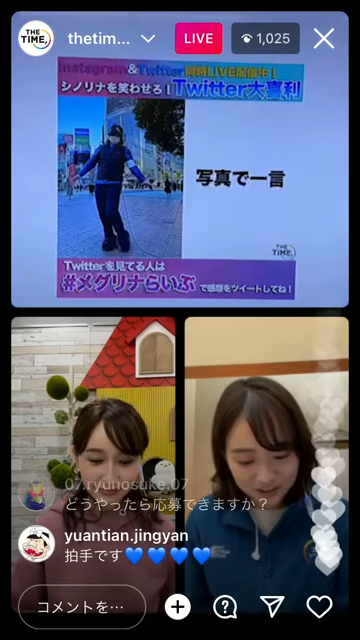 THE TIME,
thetim...
LIVE
1,025
Instagram&Twitter同時LIVE配信中！
シノリナを笑わせろ！Twitter大喜利
写真で一言
THE TIME,
Twitterを見てる人は
#メグリナらいぶ で感想をツイートしてね！
07.ryunosuke.07
どうやったら応募できますか？
yuantian.jingyan
拍手です💙💙💙💙
コメントを…